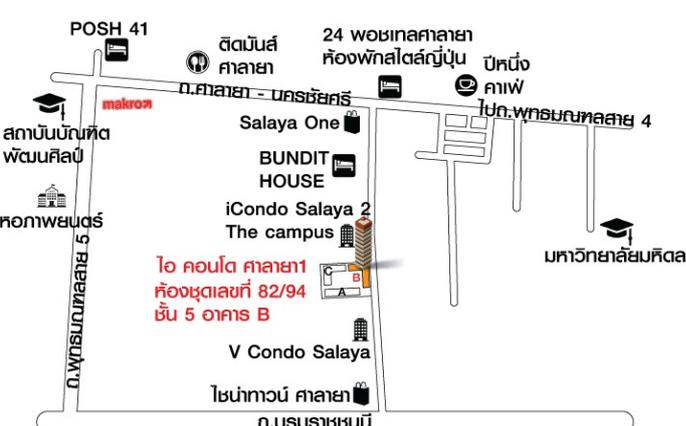 POSH 41
ติดมันส์
ศาลายา
24 พอชเทลศาลายา
ห้องพักสไตล์ญี่ปุ่น
ปีหนึ่ง
คาเฟ่
ถ.ศาลายา - นครชัยศรี
ไปถ.พุทธมณฑลสาย 4
makro
สถาบันบัณฑิต
พัฒนศิลป์
Salaya One
BUNDIT
HOUSE
หอภาพยนตร์
iCondo Salaya 2
The campus
มหาวิทยาลัยมหิดล
ไอ คอนโด ศาลายา1
ห้องชุดเลขที่ 82/94
ชั้น 5 อาคาร B
C
B
A
ถ.พุทธมณฑลสาย 5
V Condo Salaya
ไชน่าทาวน์ ศาลายา
ถ.บรมราชชนนี